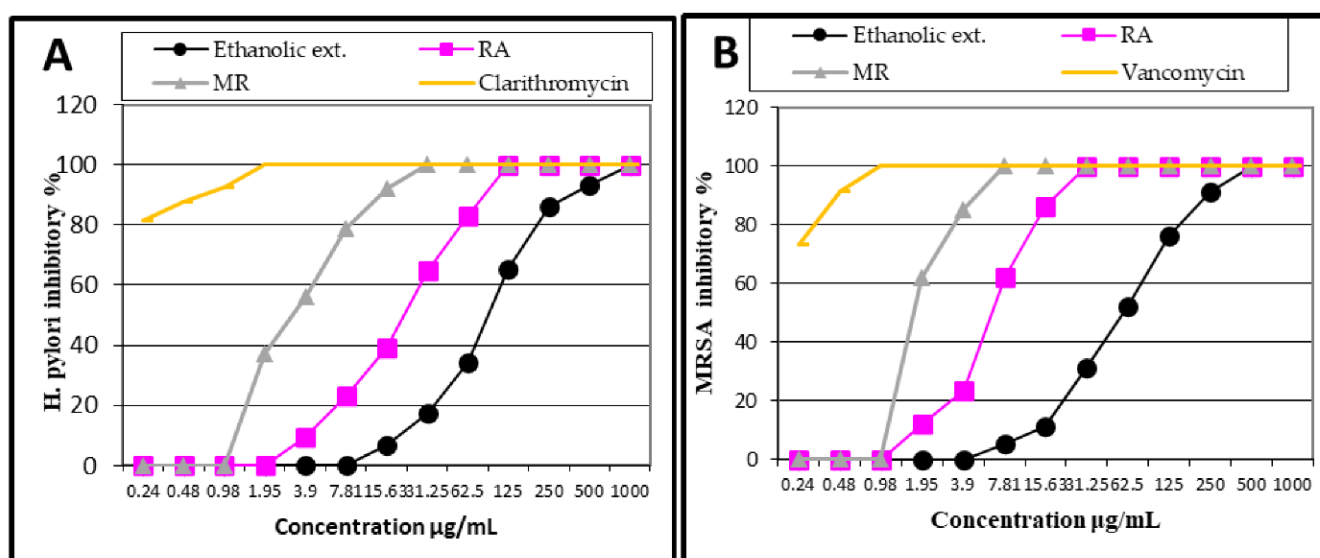 A
Ethanolic ext.
RA
MR
Clarithromycin
H. pylori inhibitory %
120
100
80
60
40
20
0
0.24 0.48 0.98 1.95 3.9 7.81 15.63 31.25 62.5 125 250 500 1000
Concentration µg/mL
B
Ethanolic ext.
RA
MR
Vancomycin
MRSA inhibitory %
120
100
80
60
40
20
0
0.24 0.48 0.98 1.95 3.9 7.81 15.63 31.25 62.5 125 250 500 1000
Concentration µg/mL